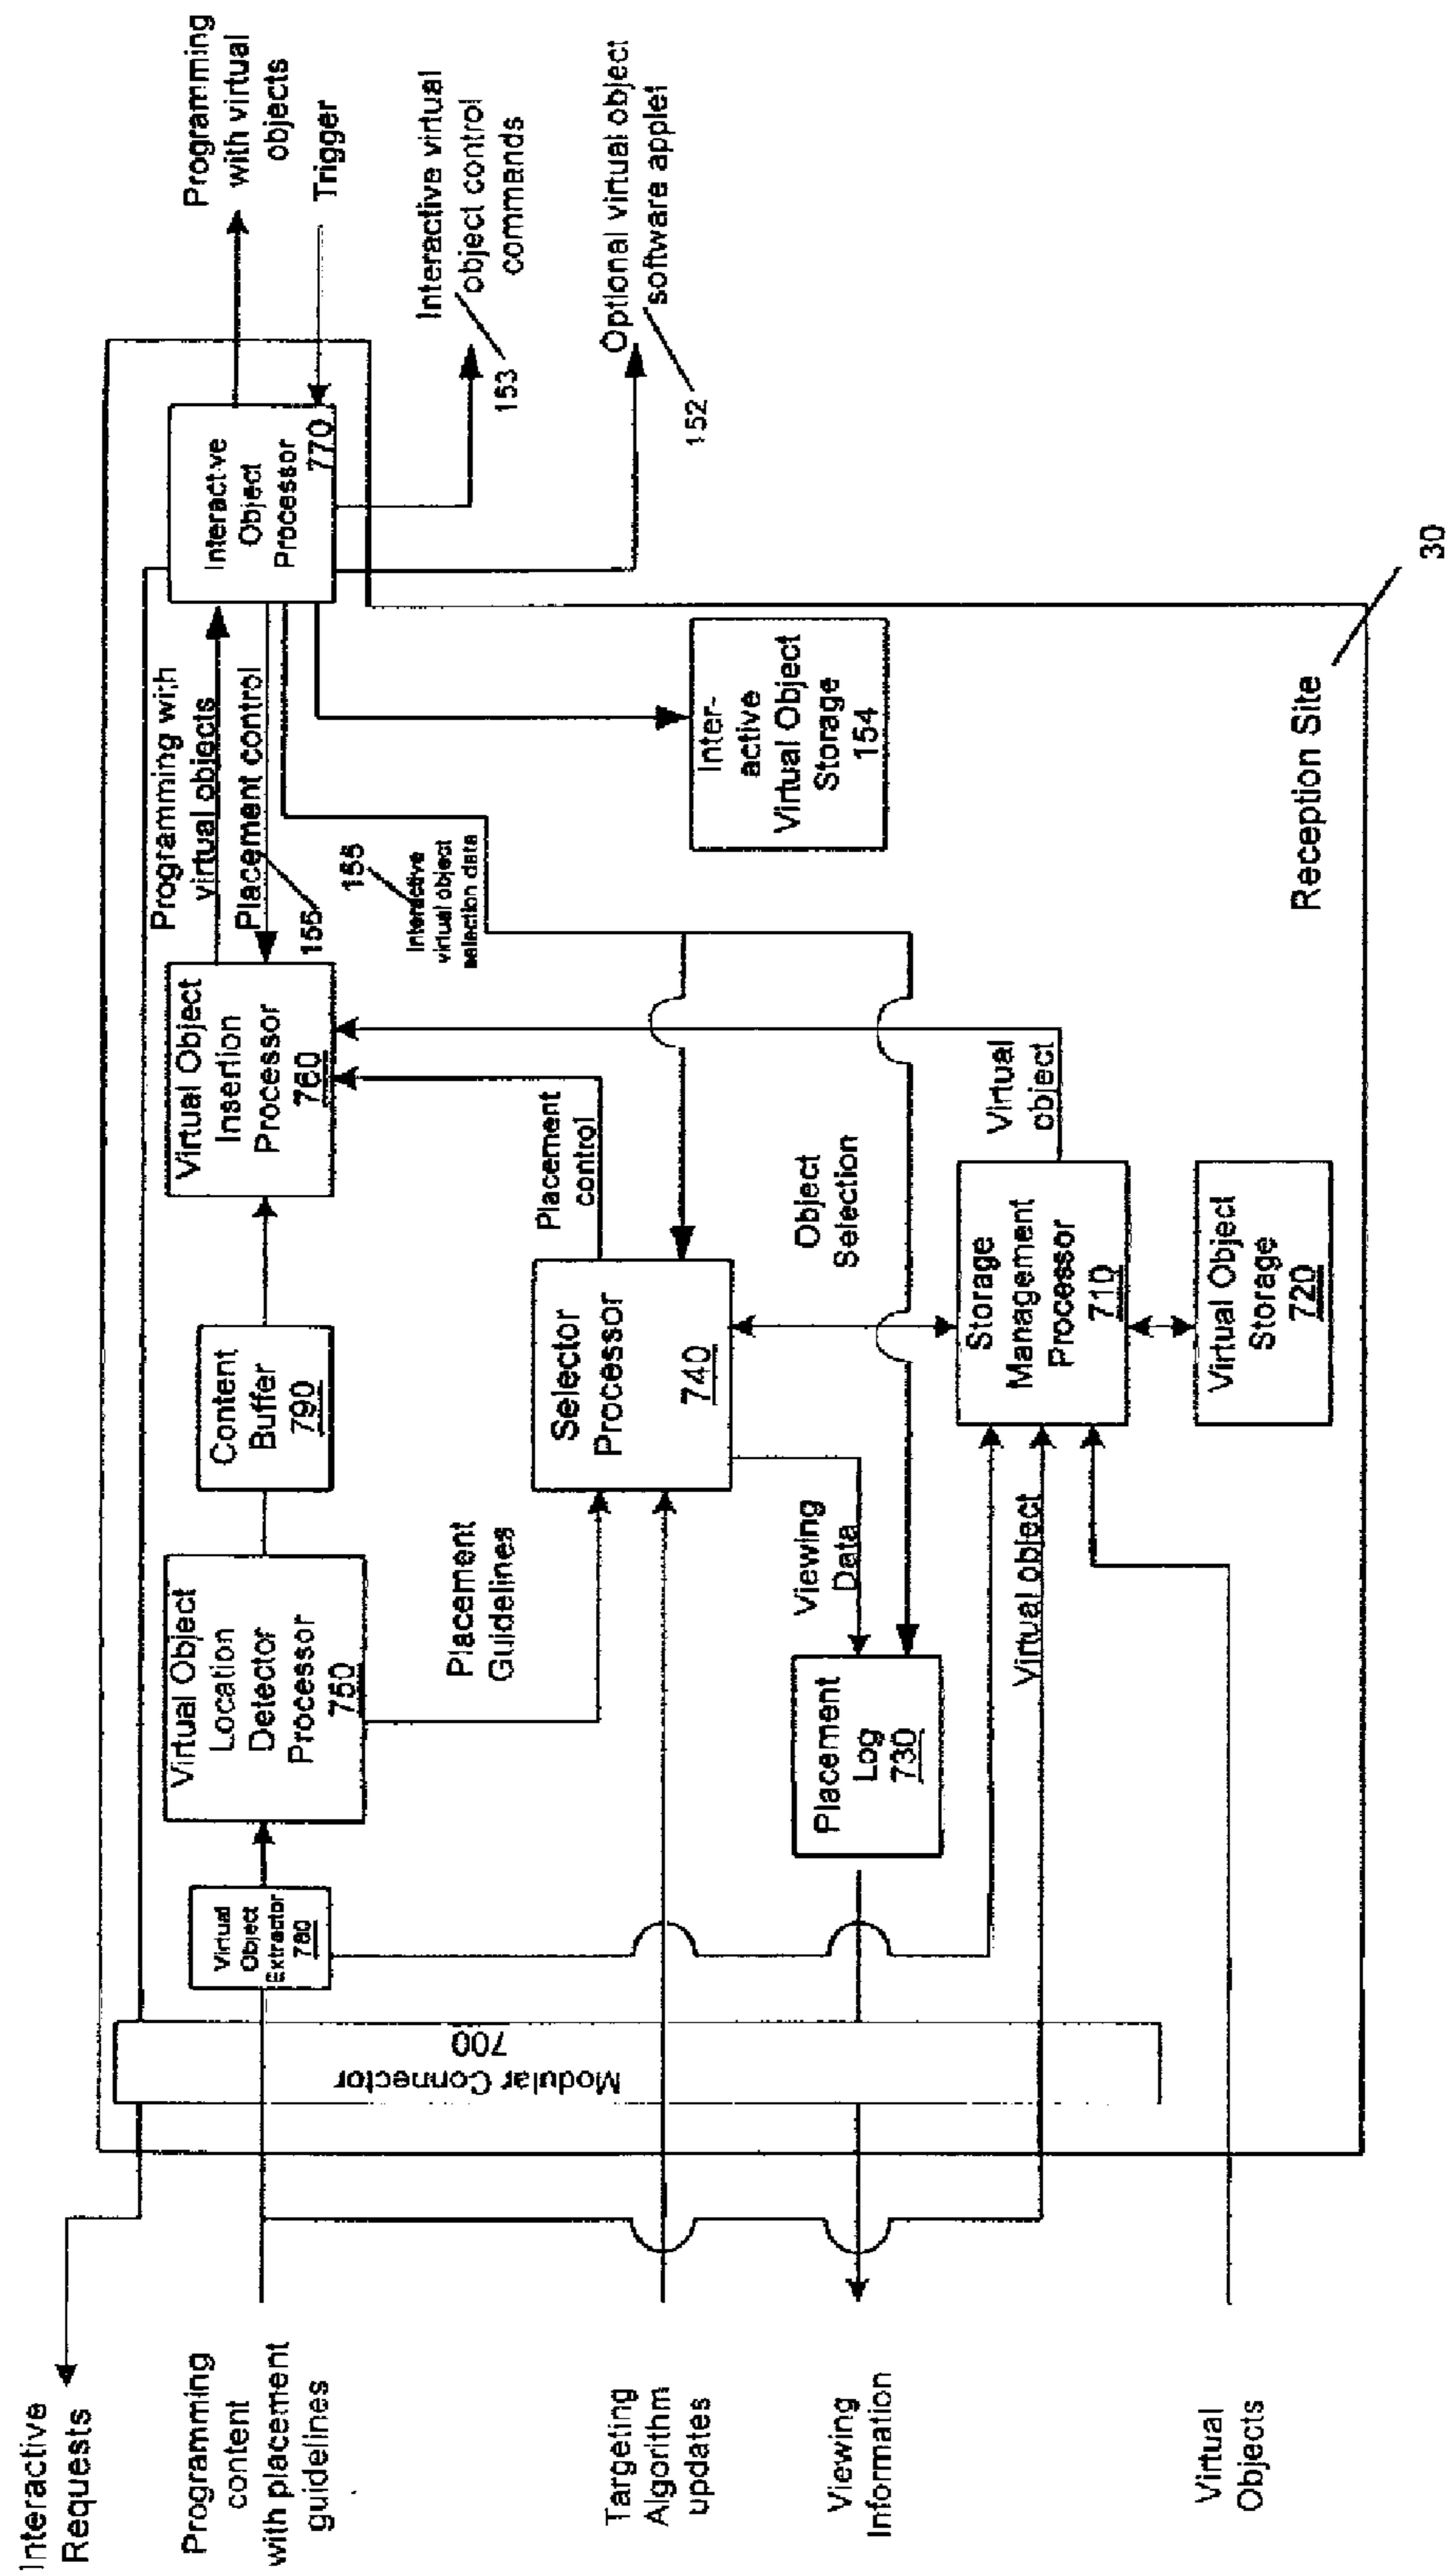 Interactive
Requests
Programming
content
with placement
guidelines
Targeting
Algorithm
updates
Viewing
Information
Virtual
Objects
Modular Connector
700
Virtual
Object
Extractor
780
Virtual Object
Location
Detector
Processor
750
Content
Buffer
790
Virtual Object
Insertion
Processor
760
Programming with
virtual objects
Placement control
155
Interactive
Object
Processor
770
Programming
with virtual
objects
Trigger
Interactive virtual
object control
commands
153
Optional virtual object
software applet
152
Placement
Guidelines
Selector
Processor
740
Placement
control
Interactive
virtual object
selection data
Inter-
active
Virtual Object
Storage
154
Object
Selection
Viewing
Data
Placement
Log
730
Virtual object
Storage
Management
Processor
710
Virtual
object
Virtual Object
Storage
720
Reception Site
30